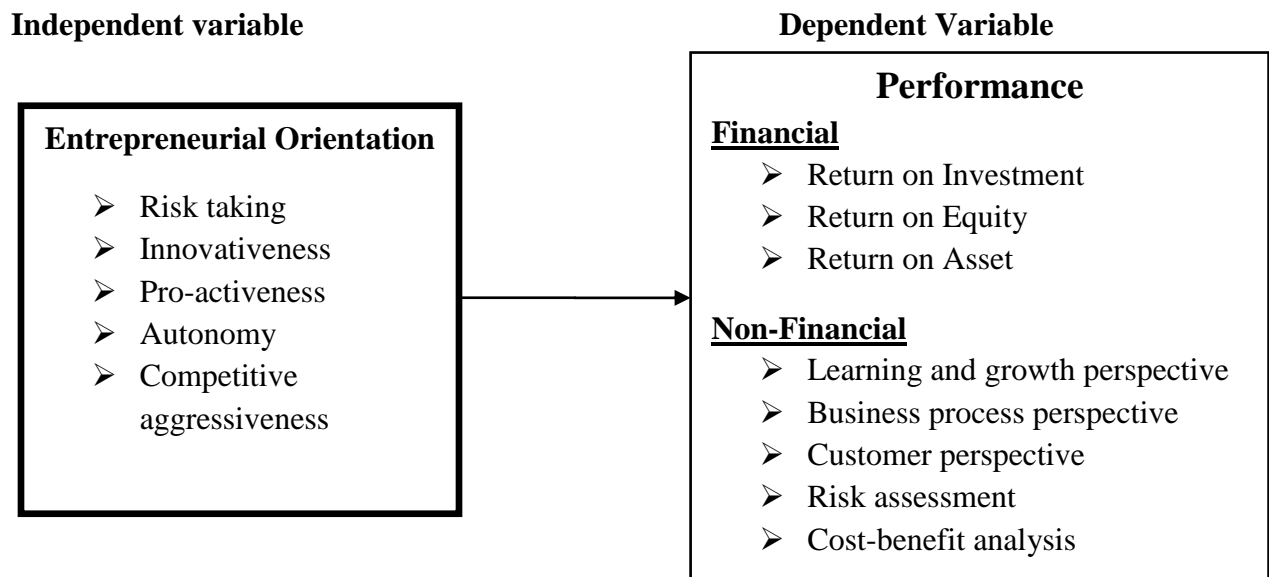 Independent variable
Dependent Variable
Entrepreneurial Orientation
➢ Risk taking
➢ Innovativeness
➢ Pro-activeness
➢ Autonomy
➢ Competitive
aggressiveness
Performance
Financial
➢ Return on Investment
➢ Return on Equity
➢ Return on Asset
Non-Financial
➢ Learning and growth perspective
➢ Business process perspective
➢ Customer perspective
➢ Risk assessment
➢ Cost-benefit analysis